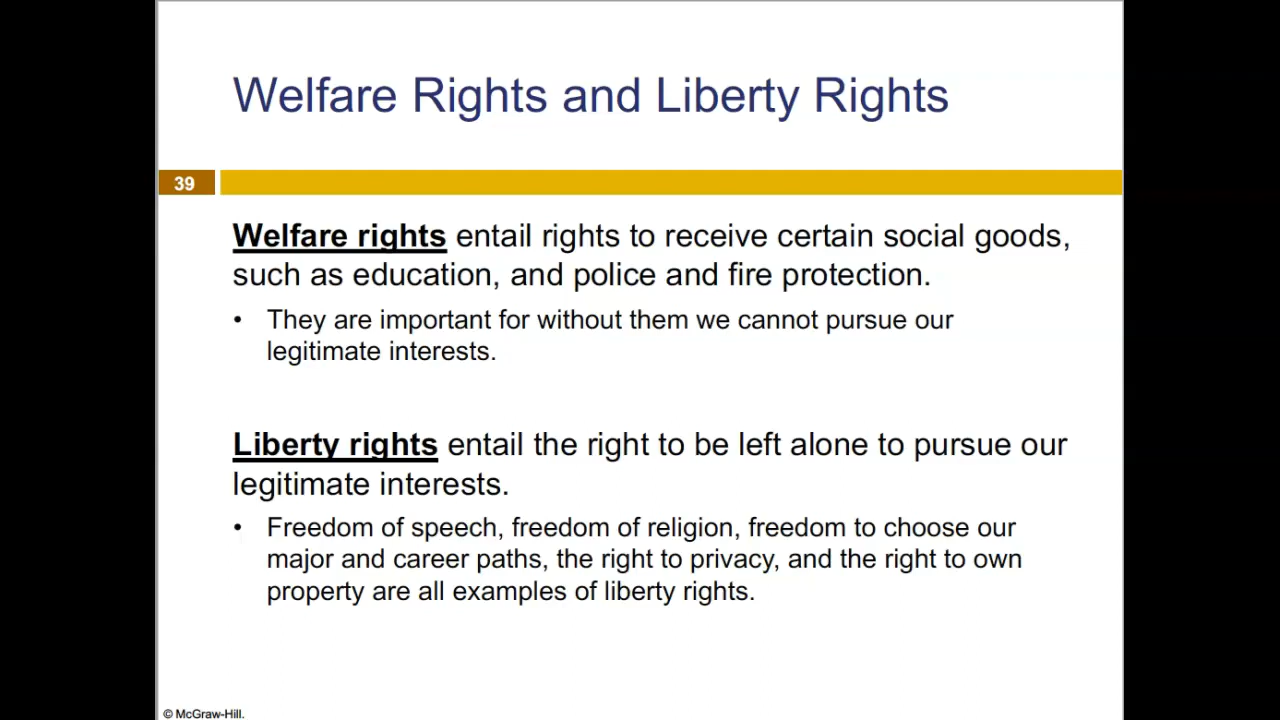 Welfare Rights and Liberty Rights
39
Welfare rights entail rights to receive certain social goods,
such as education, and police and fire protection.
• They are important for without them we cannot pursue our
legitimate interests.
Liberty rights entail the right to be left alone to pursue our
legitimate interests.
• Freedom of speech, freedom of religion, freedom to choose our
major and career paths, the right to privacy, and the right to own
property are all examples of liberty rights.
© McGraw-Hill.